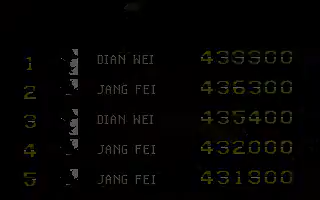 1 DIAN WEI 439900
2 JANG FEI 436300
3 DIAN WEI 435400
4 JANG FEI 432000
5 JANG FEI 431900